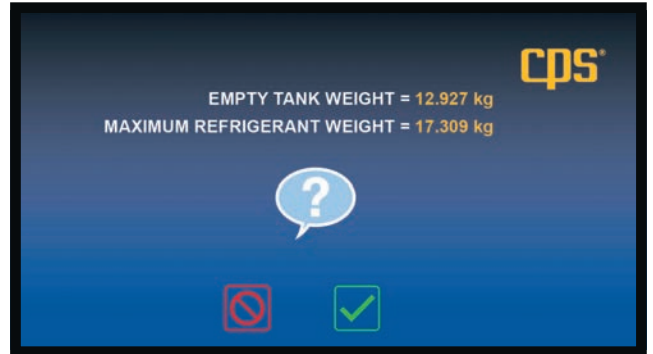 cps®
EMPTY TANK WEIGHT = 12.927 kg
MAXIMUM REFRIGERANT WEIGHT = 17.309 kg
?